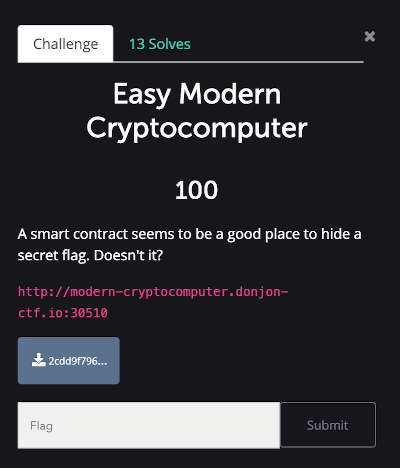 Challenge
13 Solves
×
Easy Modern
Cryptocomputer
100
A smart contract seems to be a good place to hide a
secret flag. Doesn't it?
http://modern-cryptocomputer.donjon-
ctf.io:30510
2cdd9f796...
Flag
Submit